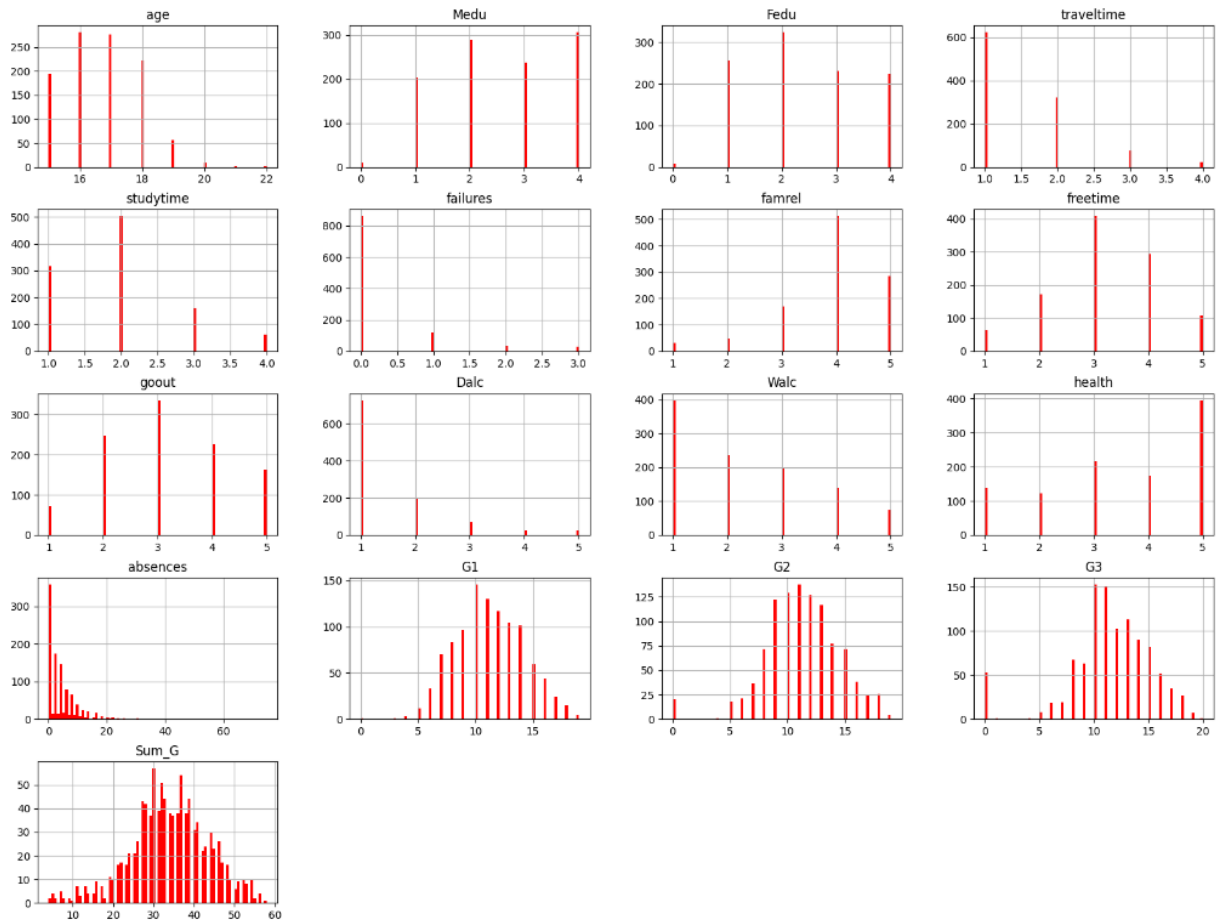 age Medu Fedu traveltime
250 300 300 600
200
150 200 200 400
100 100 100 200
50
0 0 0 0
16 18 20 22 0 1 2 3 4 0 1 2 3 4 1.0 1.5 2.0 2.5 3.0 3.5 4.0
studytime failures famrel freetime
500 800 500 400
400 600 400 300
300 400 300 200
200 200 200 100
100 100
0 0 0 0
1.0 1.5 2.0 2.5 3.0 3.5 4.0 0.0 0.5 1.0 1.5 2.0 2.5 3.0 1 2 3 4 5 1 2 3 4 5
goout Dalc Walc health
300 600 400 400
200 400 300 300
100 200 200 200
100 100
0 0 0 0
1 2 3 4 5 1 2 3 4 5 1 2 3 4 5 1 2 3 4 5
absences G1 G2 G3
300 150 125 150
200 100 100 100
100 50 75 50
50
25
0 0 0 0
0 20 40 60 0 5 10 15 0 5 10 15 0 5 10 15 20
Sum_G
50
40
30
20
10
0
10 20 30 40 50 60